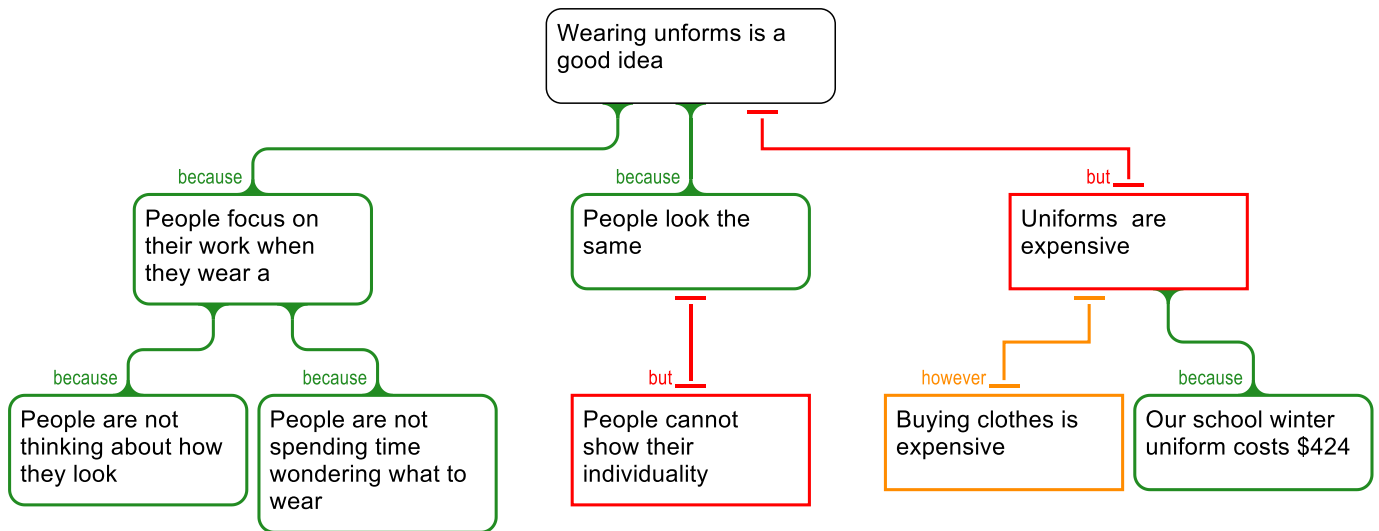 Wearing unforms is a
good idea
because
People focus on
their work when
they wear a
because
People look the
same
but
Uniforms  are
expensive
because
People are not
thinking about how
they look
because
People are not
spending time
wondering what to
wear
but
People cannot
show their
individuality
however
Buying clothes is
expensive
because
Our school winter
uniform costs $424